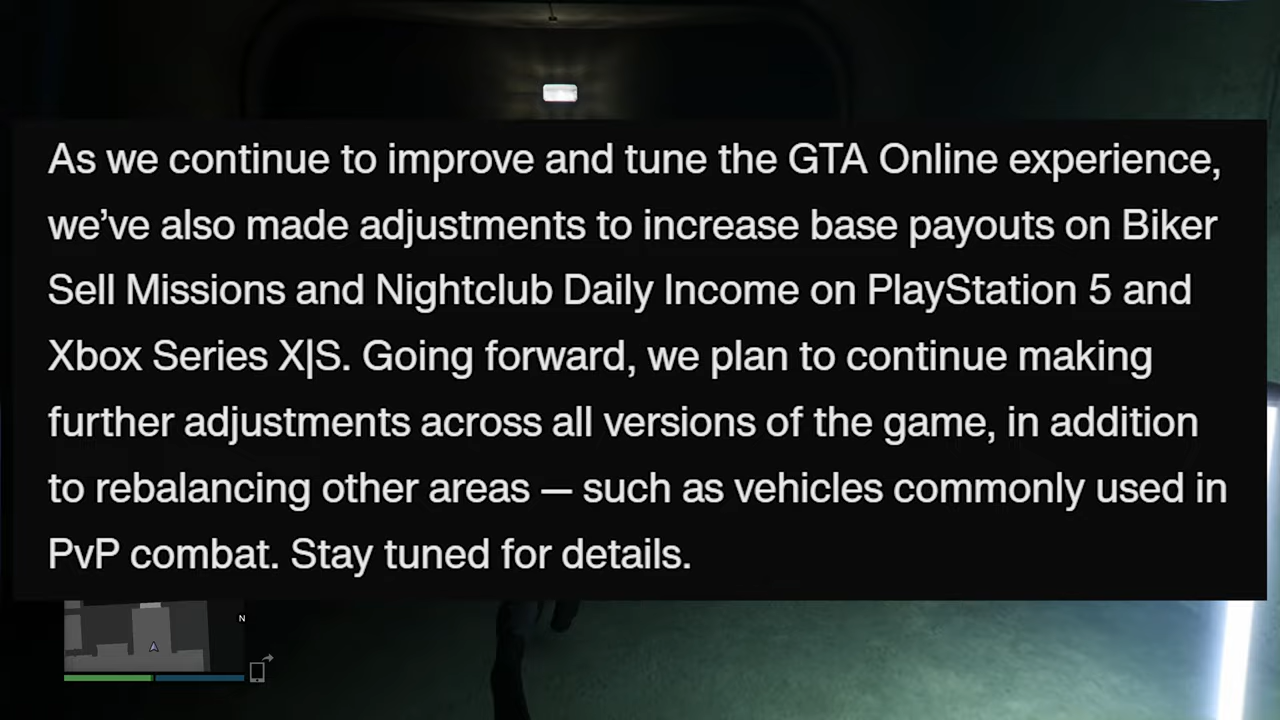 As we continue to improve and tune the GTA Online experience,
we’ve also made adjustments to increase base payouts on Biker
Sell Missions and Nightclub Daily Income on PlayStation 5 and
Xbox Series X|S. Going forward, we plan to continue making
further adjustments across all versions of the game, in addition
to rebalancing other areas — such as vehicles commonly used in
PvP combat. Stay tuned for details.
N